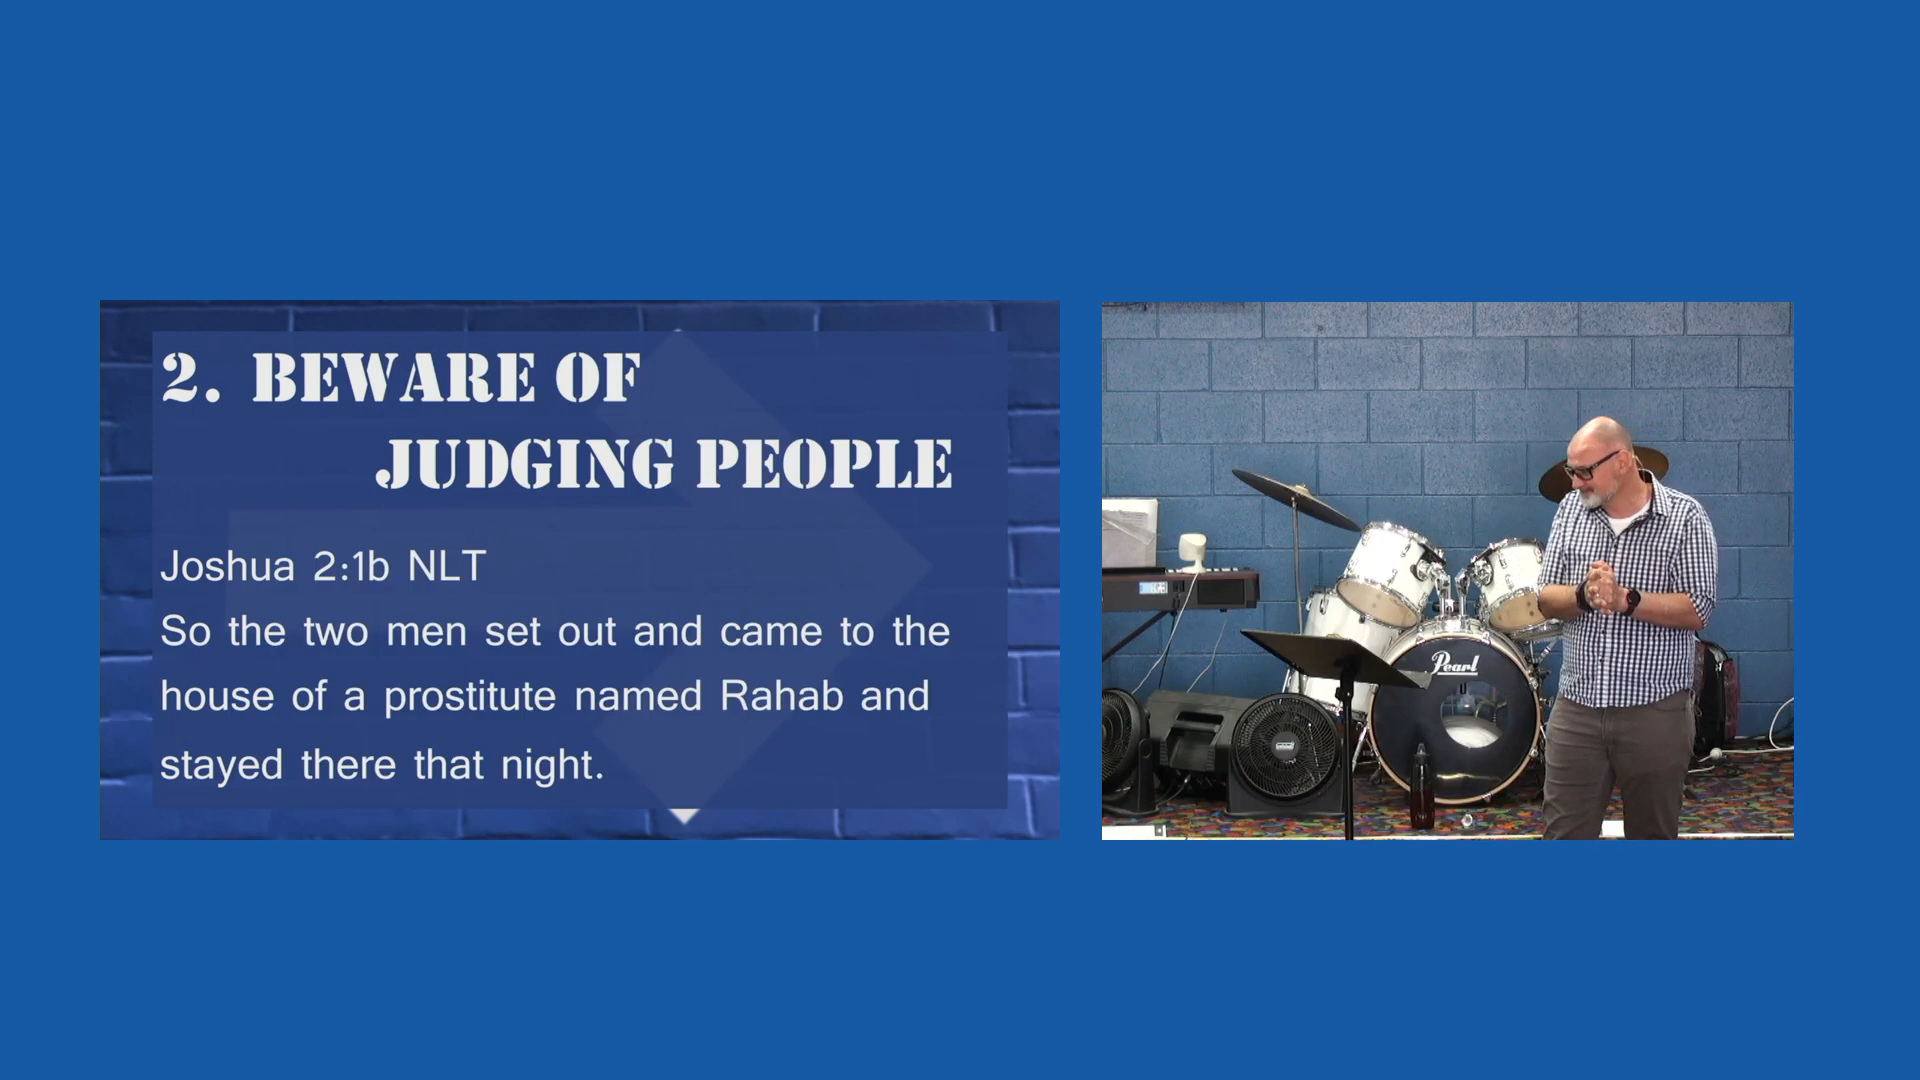 2. BEWARE OF
JUDGING PEOPLE
Joshua 2:1b NLT
So the two men set out and came to the
house of a prostitute named Rahab and
stayed there that night.
Pearl